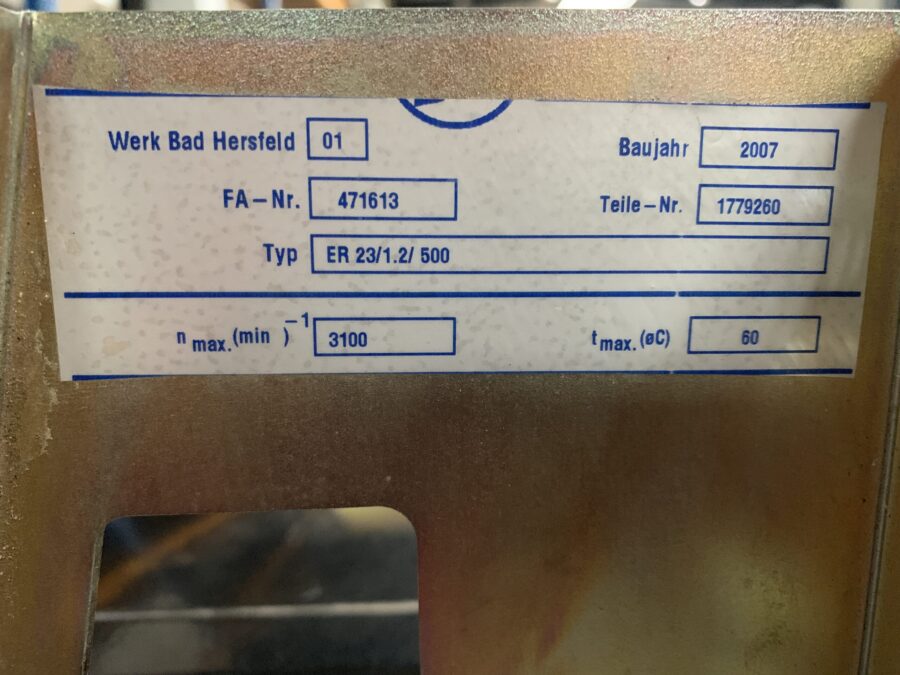 Werk Bad Hersfeld 01 Baujahr 2007
FA-Nr. 471613 Teile-Nr. 1779260
Typ ER 23/1.2/ 500
n max. (min )-1 3100 t max. (øC) 60